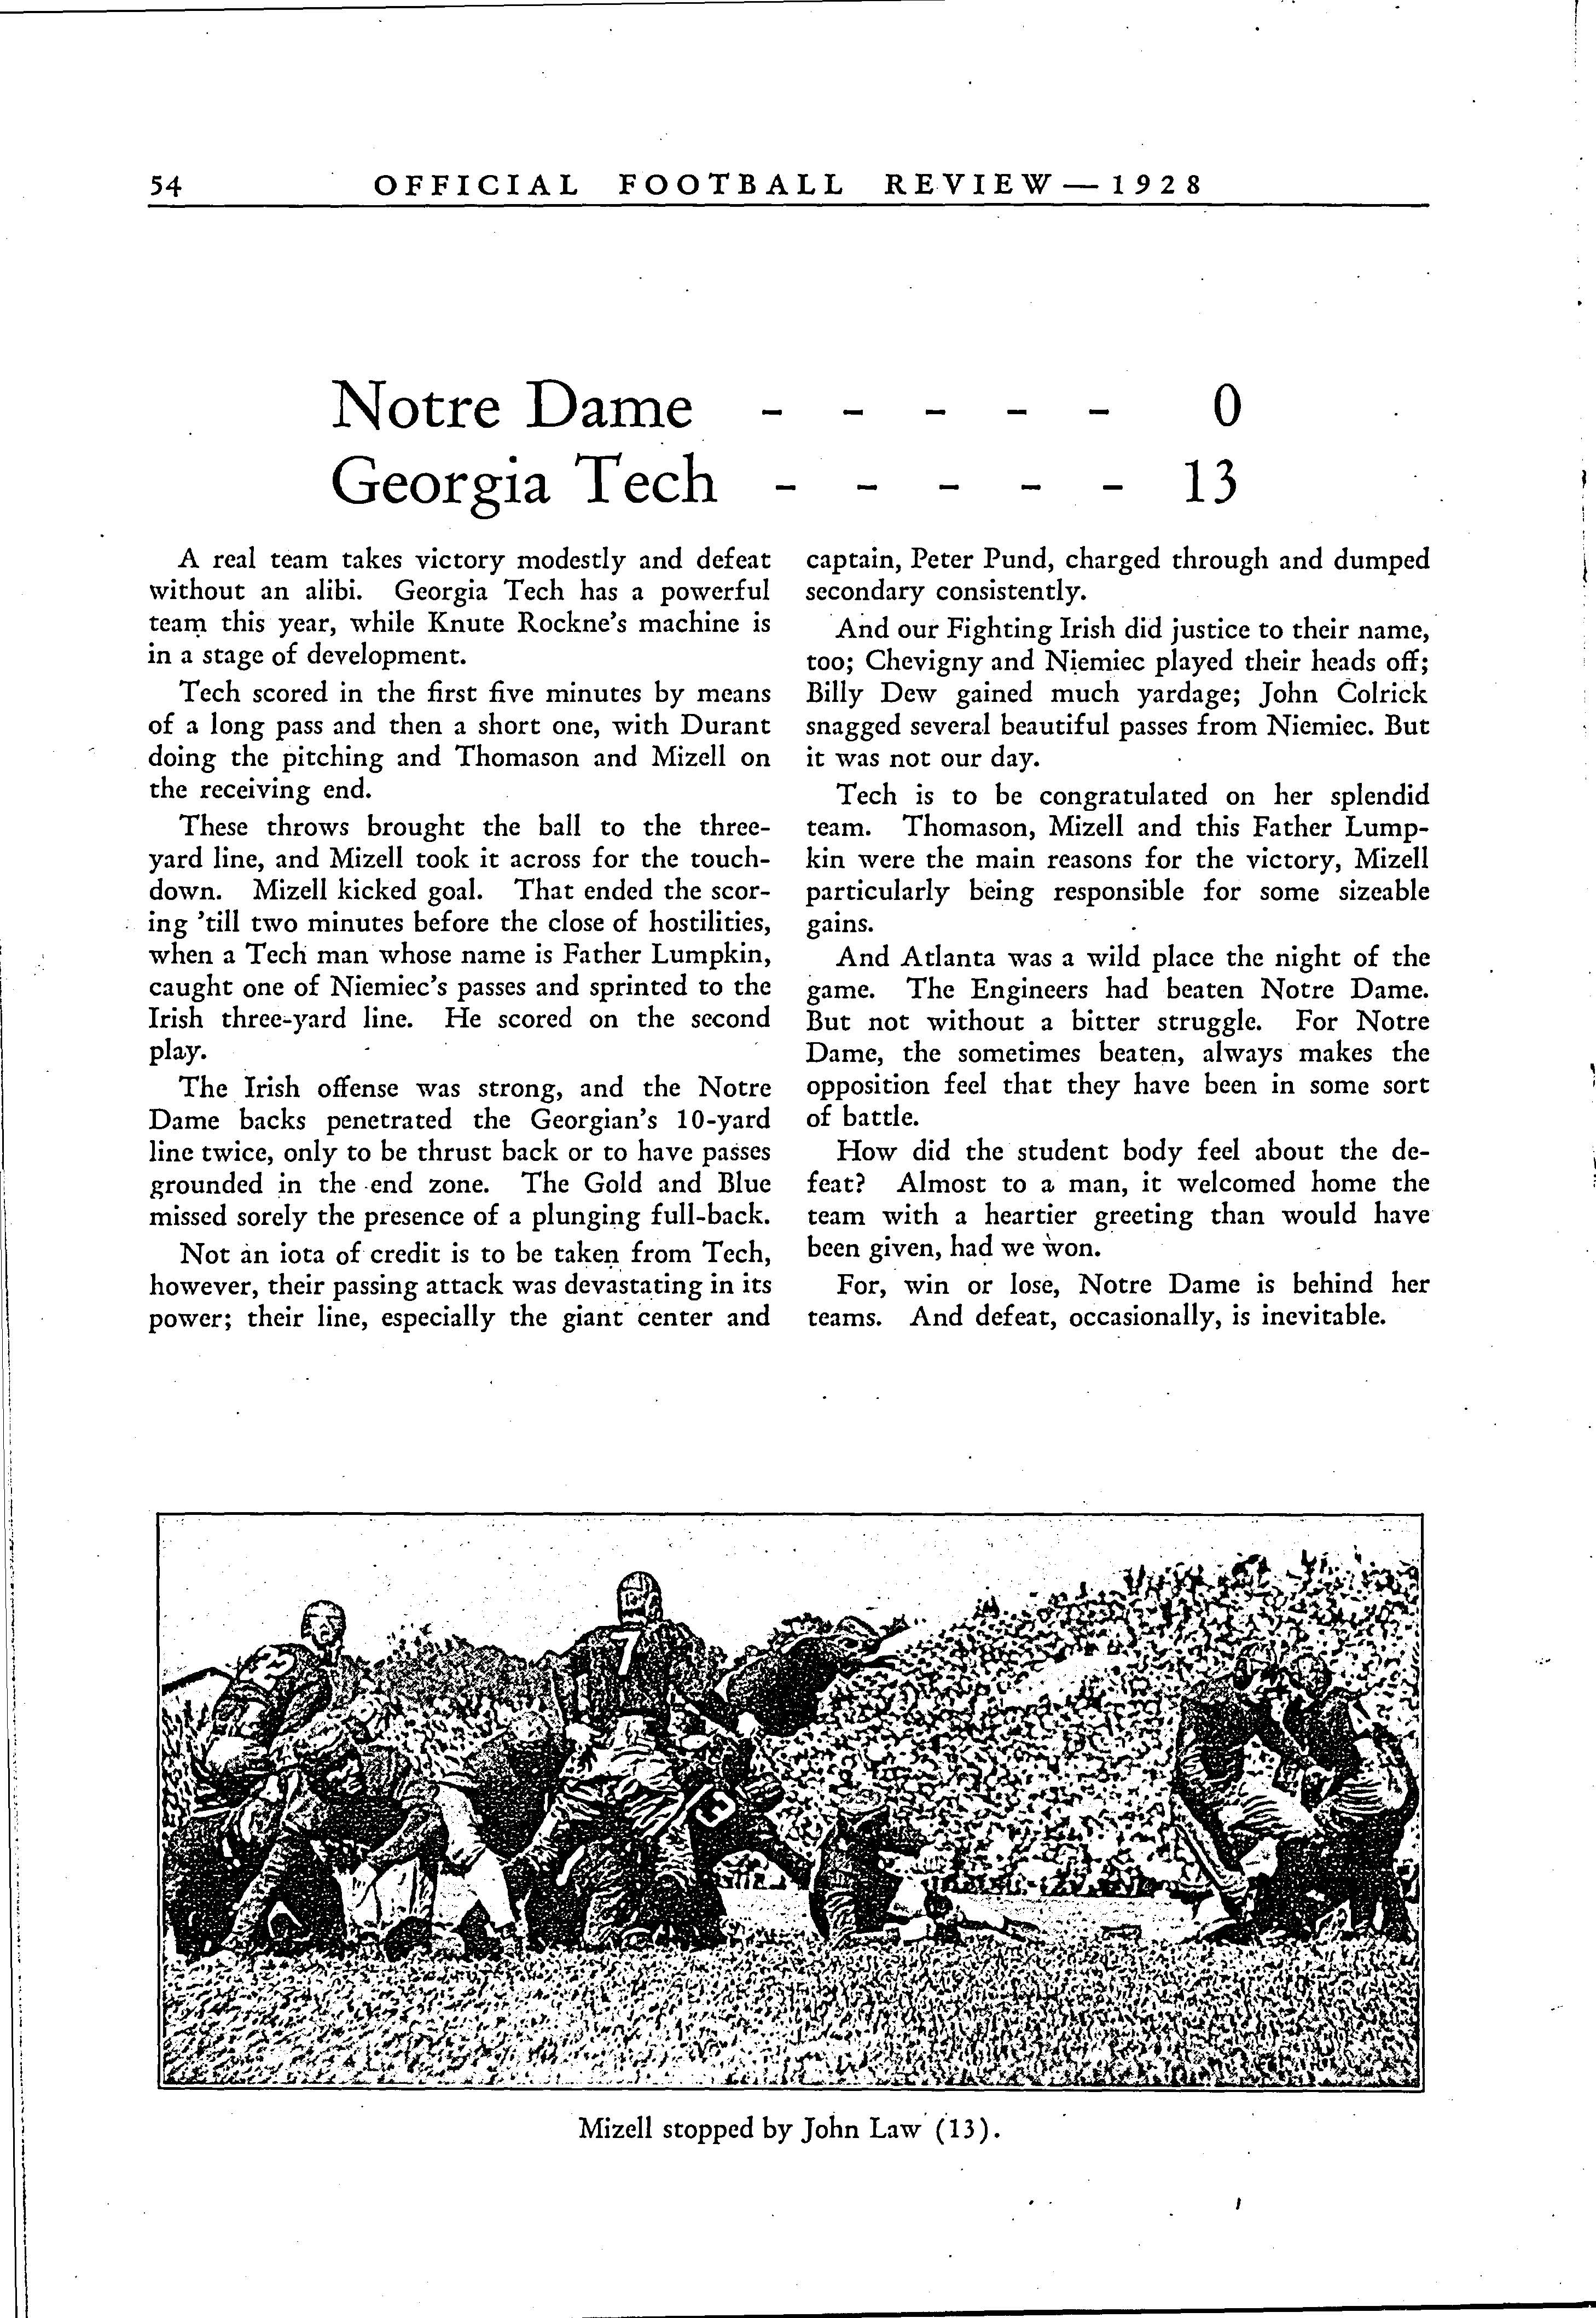 54 OFFICIAL FOOTBALL REVIEW—1928
Notre Dame - - - - - 0
Georgia Tech - - - - - 13
A real team takes victory modestly and defeat
without an alibi. Georgia Tech has a powerful
team this year, while Knute Rockne's machine is
in a stage of development.
Tech scored in the first five minutes by means
of a long pass and then a short one, with Durant
doing the pitching and Thomason and Mizell on
the receiving end.
These throws brought the ball to the three-
yard line, and Mizell took it across for the touch-
down. Mizell kicked goal. That ended the scor-
ing 'till two minutes before the close of hostilities,
when a Tech man whose name is Father Lumpkin,
caught one of Niemiec's passes and sprinted to the
Irish three-yard line. He scored on the second
play.
The Irish offense was strong, and the Notre
Dame backs penetrated the Georgian's 10-yard
line twice, only to be thrust back or to have passes
grounded in the end zone. The Gold and Blue
missed sorely the presence of a plunging full-back.
Not an iota of credit is to be taken from Tech,
however, their passing attack was devastating in its
power; their line, especially the giant center and
captain, Peter Pund, charged through and dumped
secondary consistently.
And our Fighting Irish did justice to their name,
too; Chevigny and Niemiec played their heads off;
Billy Dew gained much yardage; John Colrick
snagged several beautiful passes from Niemiec. But
it was not our day.
Tech is to be congratulated on her splendid
team. Thomason, Mizell and this Father Lump-
kin were the main reasons for the victory, Mizell
particularly being responsible for some sizeable
gains.
And Atlanta was a wild place the night of the
game. The Engineers had beaten Notre Dame.
But not without a bitter struggle. For Notre
Dame, the sometimes beaten, always makes the
opposition feel that they have been in some sort
of battle.
How did the student body feel about the de-
feat? Almost to a man, it welcomed home the
team with a heartier greeting than would have
been given, had we won.
For, win or lose, Notre Dame is behind her
teams. And defeat, occasionally, is inevitable.
7
3
Mizell stopped by John Law (13).